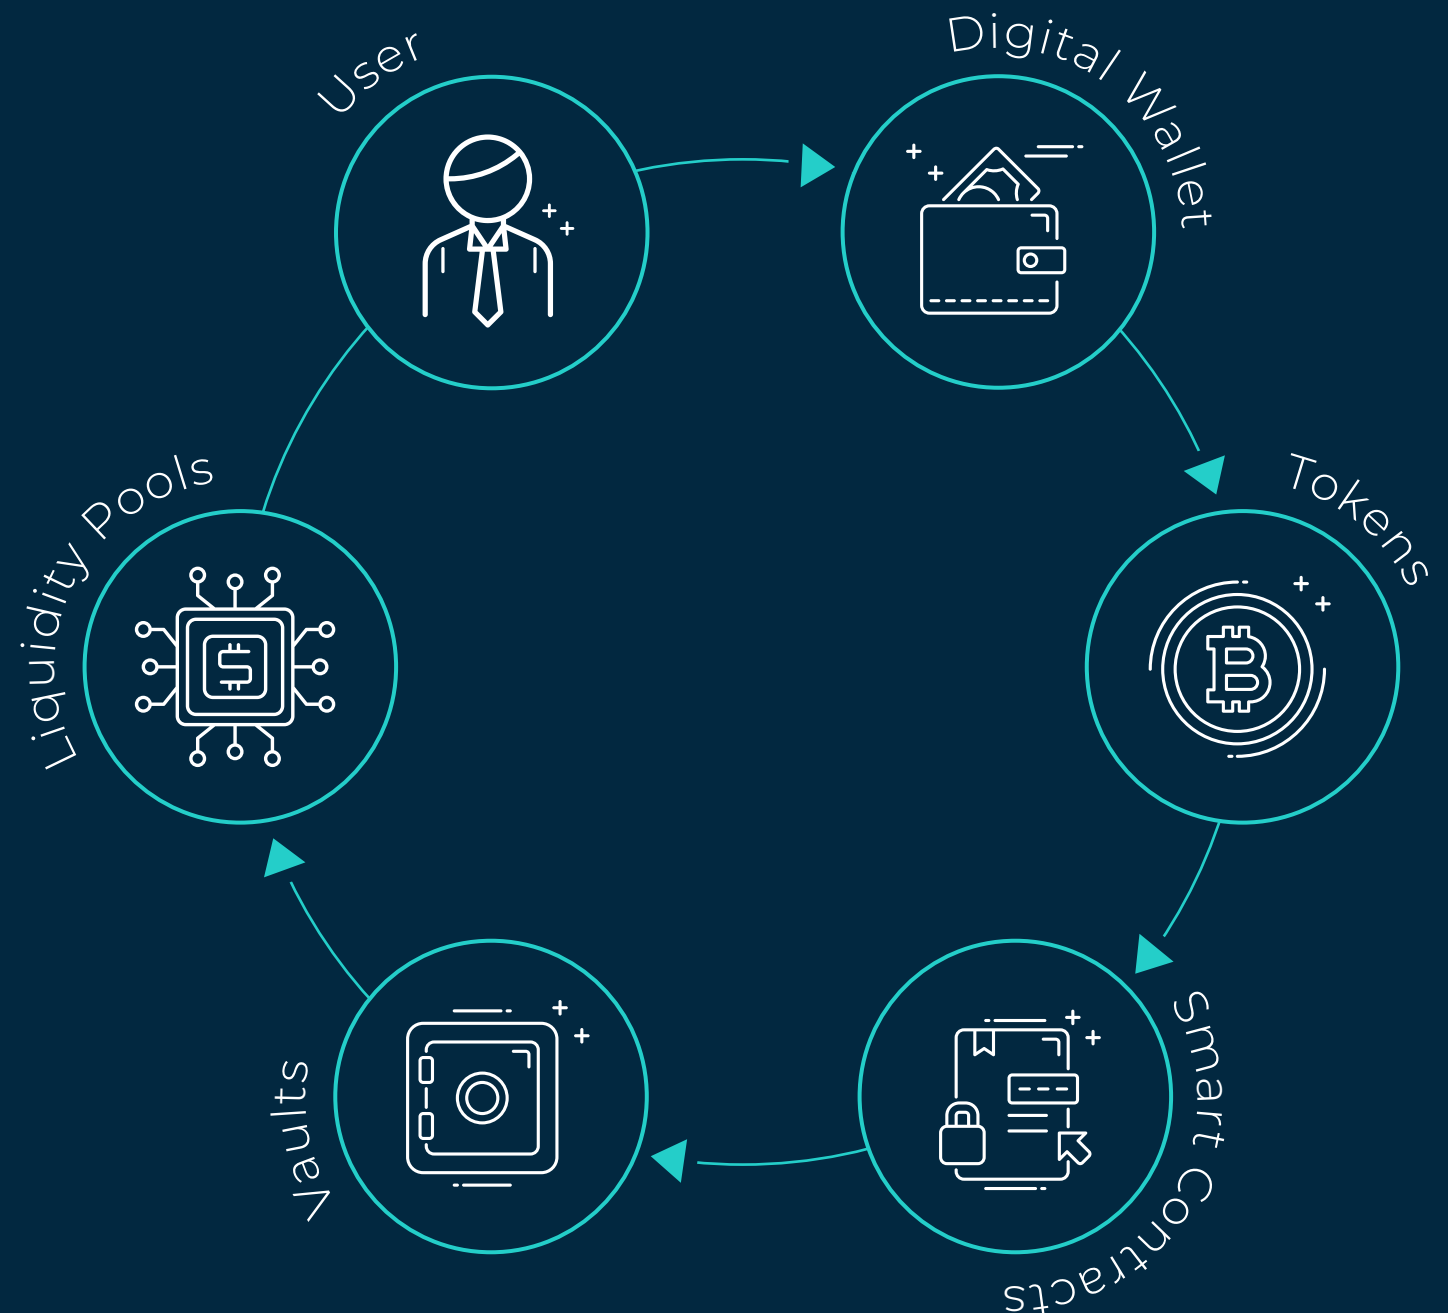 User
Digital Wallet
Tokens
Smart Contracts
Vaults
Liquidity Pools